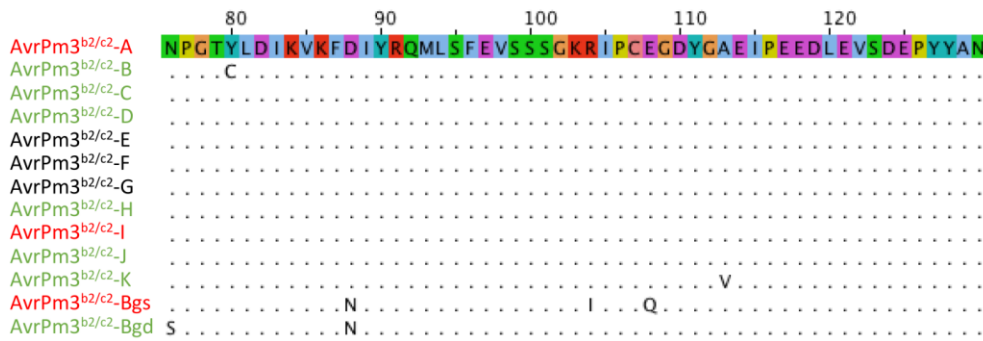 80 90 100 110 120
AvrPm3b2/c2-A NPGTYLDIKVKFDIYRQMLSFEVSSSGKRIPCEGDYGAEIPEEDLEVSDEPYYAN
AvrPm3b2/c2-B ....C..................................................
AvrPm3b2/c2-C .......................................................
AvrPm3b2/c2-D .......................................................
AvrPm3b2/c2-E .......................................................
AvrPm3b2/c2-F .......................................................
AvrPm3b2/c2-G .......................................................
AvrPm3b2/c2-H .......................................................
AvrPm3b2/c2-I .......................................................
AvrPm3b2/c2-J .......................................................
AvrPm3b2/c2-K .....................................V.................
AvrPm3b2/c2-Bgs ............N...............I...Q......................
AvrPm3b2/c2-Bgd S...........N..........................................